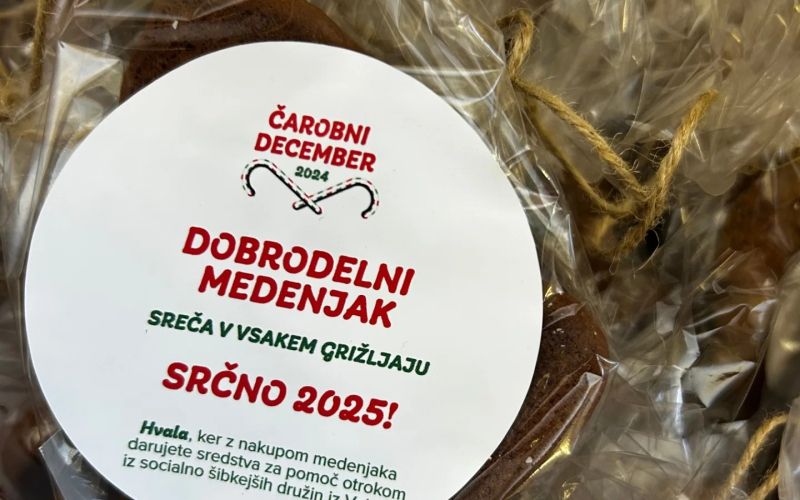 ČAROBNI
DECEMBER
2024
DOBRODELNI
MEDENJAK
SREČA V VSAKEM GRIŽLJAJU
SRČNO 2025!
Hvala, ker z nakupom medenjaka
darujete sredstva za pomoč otrokom
iz socialno šibkejših družin iz